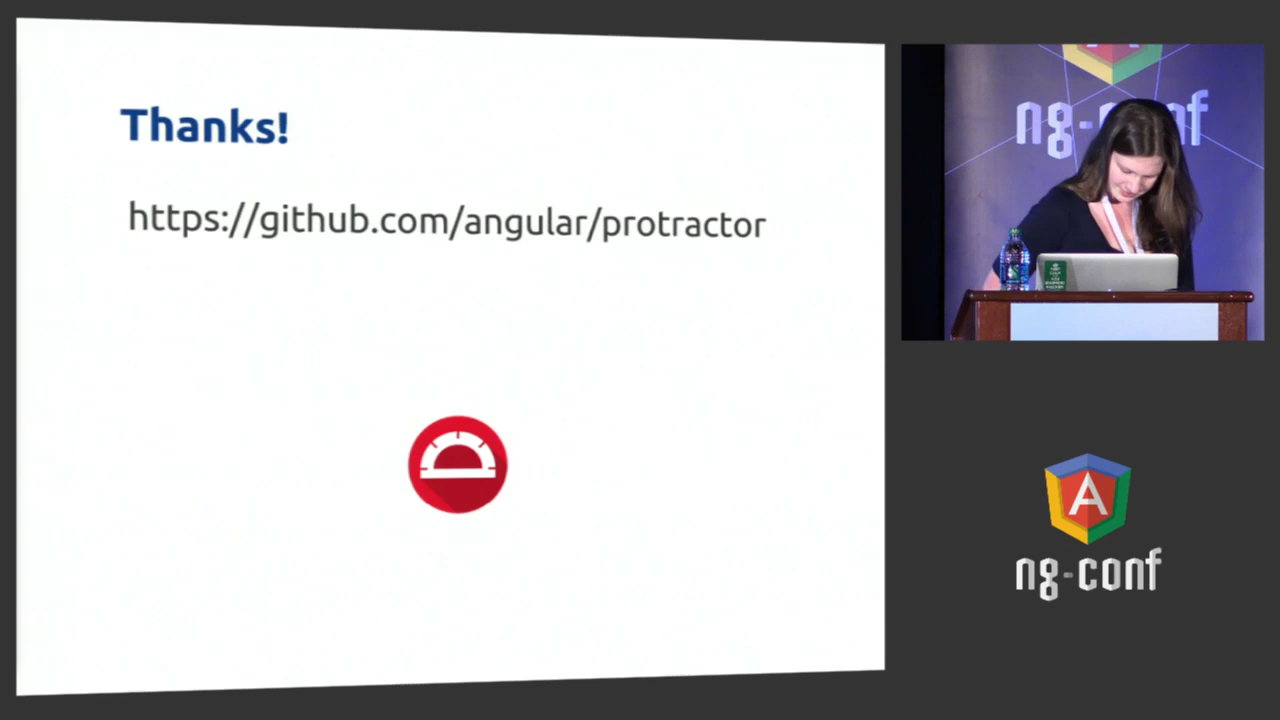 Thanks!
https://github.com/angular/protractor
ng-conf
A
ng-conf